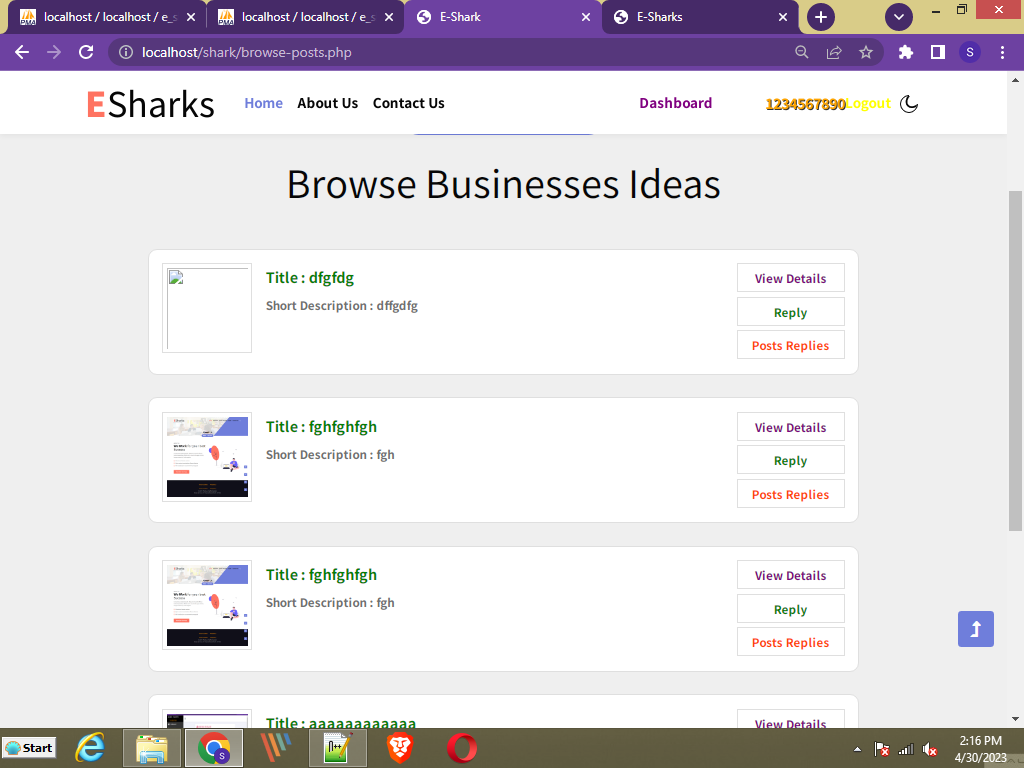 localhost / localhost / e_s
localhost / localhost / e_s
E-Shark
E-Sharks
localhost/shark/browse-posts.php
S
ESharks
Home
About Us
Contact Us
Dashboard
1234567890
Logout
Browse Businesses Ideas
Title : dfgfdg
Short Description : dffgdfg
View Details
Reply
Posts Replies
Title : fghfghfgh
Short Description : fgh
View Details
Reply
Posts Replies
Title : fghfghfgh
Short Description : fgh
View Details
Reply
Posts Replies
Title : aaaaaaaaaaaa
View Details
Start
2:16 PM
4/30/2023